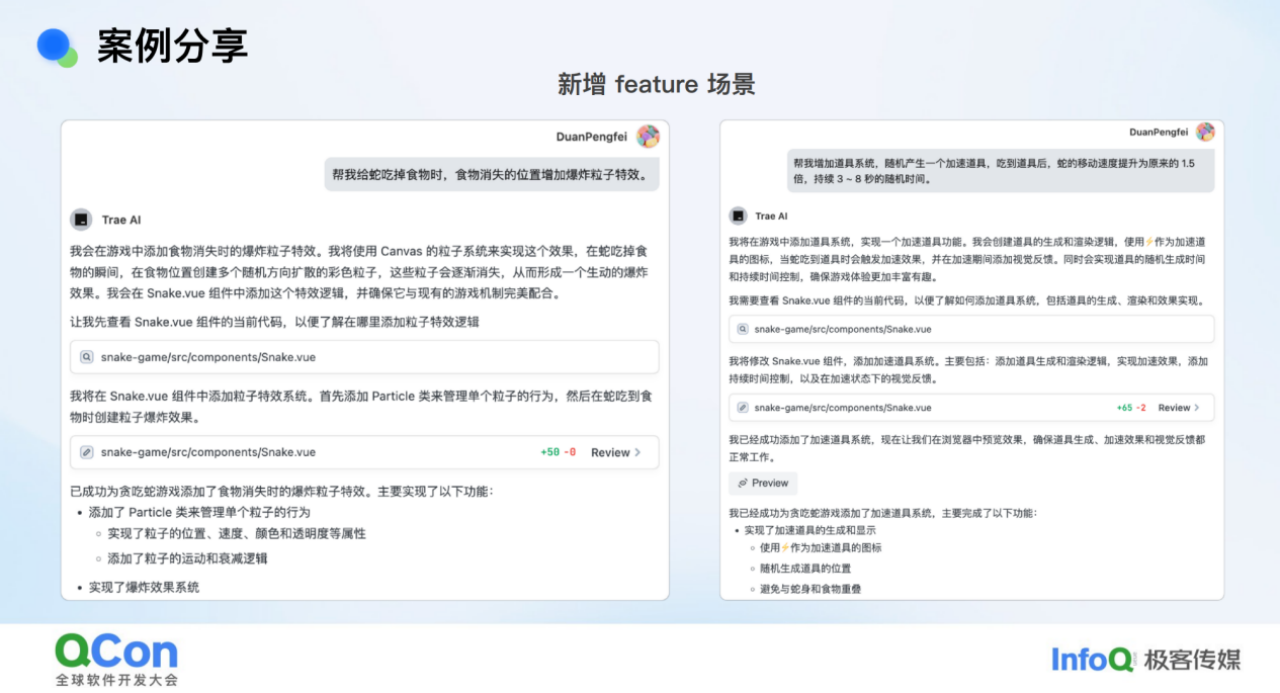 案例分享
新增 feature 场景
DuanPengfei
帮我给蛇吃掉食物时，食物消失的位置增加爆炸粒子特效。
Trae AI
我会在游戏中添加食物消失时的爆炸粒子特效。我将使用 Canvas 的粒子系统来实现这个效果，在蛇吃掉食
物的瞬间，在食物位置创建多个随机方向扩散的彩色粒子，这些粒子会逐渐消失，从而形成一个生动的爆炸
效果。我会在 Snake.vue 组件中添加这个特效逻辑，并确保它与现有的游戏机制完美配合。
让我先查看 Snake.vue 组件的当前代码，以便了解在哪里添加粒子特效逻辑
snake-game/src/components/Snake.vue
我将在 Snake.vue 组件中添加粒子特效系统。首先添加 Particle 类来管理单个粒子的行为，然后在蛇吃到食
物时创建粒子爆炸效果。
snake-game/src/components/Snake.vue +50 -0 Review >
已成功为贪吃蛇游戏添加了食物消失时的爆炸粒子特效。主要实现了以下功能：
• 添加了 Particle 类来管理单个粒子的行为
◦ 实现了粒子的位置、速度、颜色和透明度等属性
◦ 添加了粒子的运动和衰减逻辑
• 实现了爆炸效果系统
DuanPengfei
帮我增加道具系统，随机产生一个加速道具，吃到道具后，蛇的移动速度提升为原来的 1.5
倍，持续 3 ~ 8 秒的随机时间。
Trae AI
我将在游戏中添加道具系统，实现一个加速道具功能。我会创建道具的生成和渲染逻辑，使用⚡作为加速道
具的图标，当蛇吃到道具时会触发加速效果，并在加速期间添加视觉反馈。同时会实现道具的随机生成时间
和持续时间控制，确保游戏体验更加丰富有趣。
我需要查看 Snake.vue 组件的当前代码，以便了解如何添加道具系统，包括道具的生成、渲染和效果实现。
snake-game/src/components/Snake.vue
我将修改 Snake.vue 组件，添加加速道具系统。主要包括：添加道具生成和渲染逻辑，实现加速效果，添加
持续时间控制，以及在加速状态下的视觉反馈。
snake-game/src/components/Snake.vue +65 -2 Review >
我已经成功添加了加速道具系统，现在让我们在浏览器中预览效果，确保道具生成、加速效果和视觉反馈都
正常工作。
Preview
我已经成功为贪吃蛇游戏添加了加速道具系统，主要完成了以下功能：
• 实现了加速道具的生成和显示
◦ 使用⚡作为加速道具的图标
◦ 随机生成道具的位置
◦ 避免与蛇身和食物重叠
QCon
全球软件开发大会
InfoQ 极客传媒